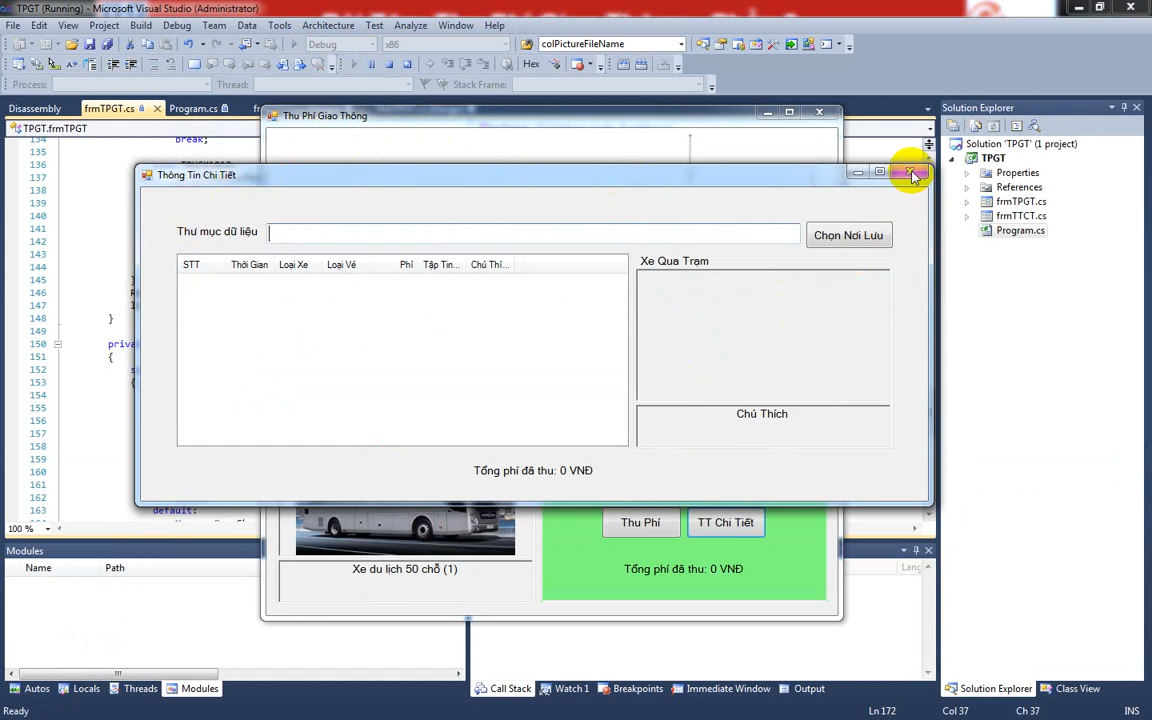 TPGT (Running) - Microsoft Visual Studio (Administrator)
File Edit View Project Build Debug Team Data Tools Architecture Test Analyze Window Help
Debug x86 colPictureFileName
Hex
Process: Thread: Stack Frame:
Disassembly frmTPGT.cs Program.cs
TPGT.frmTPGT
134 break;
135
136
137
138
139
140
141
142
143
144
145
146
147
148 }
149
150 priva
151 {
152
153
154
155
156
157
158
159
160
161
162
163 default:
100 %
Thu Phí Giao Thông
Thông Tin Chi Tiết
Thư mục dữ liệu Chọn Nơi Lưu
STT Thời Gian Loại Xe Loại Vé Phí Tập Tin... Chú Thí...
Xe Qua Trạm
Chú Thích
Tổng phí đã thu: 0 VNĐ
Thu Phí TT Chi Tiết
Xe du lịch 50 chỗ (1)
Tổng phí đã thu: 0 VNĐ
Solution Explorer
Solution 'TPGT' (1 project)
TPGT
Properties
References
frmTPGT.cs
frmTTCT.cs
Program.cs
Modules
Name Path
Lang
Autos Locals Threads Modules
Call Stack Watch 1 Breakpoints Immediate Window Output
Solution Explorer Class View
Ready Ln 172 Col 37 Ch 37 INS